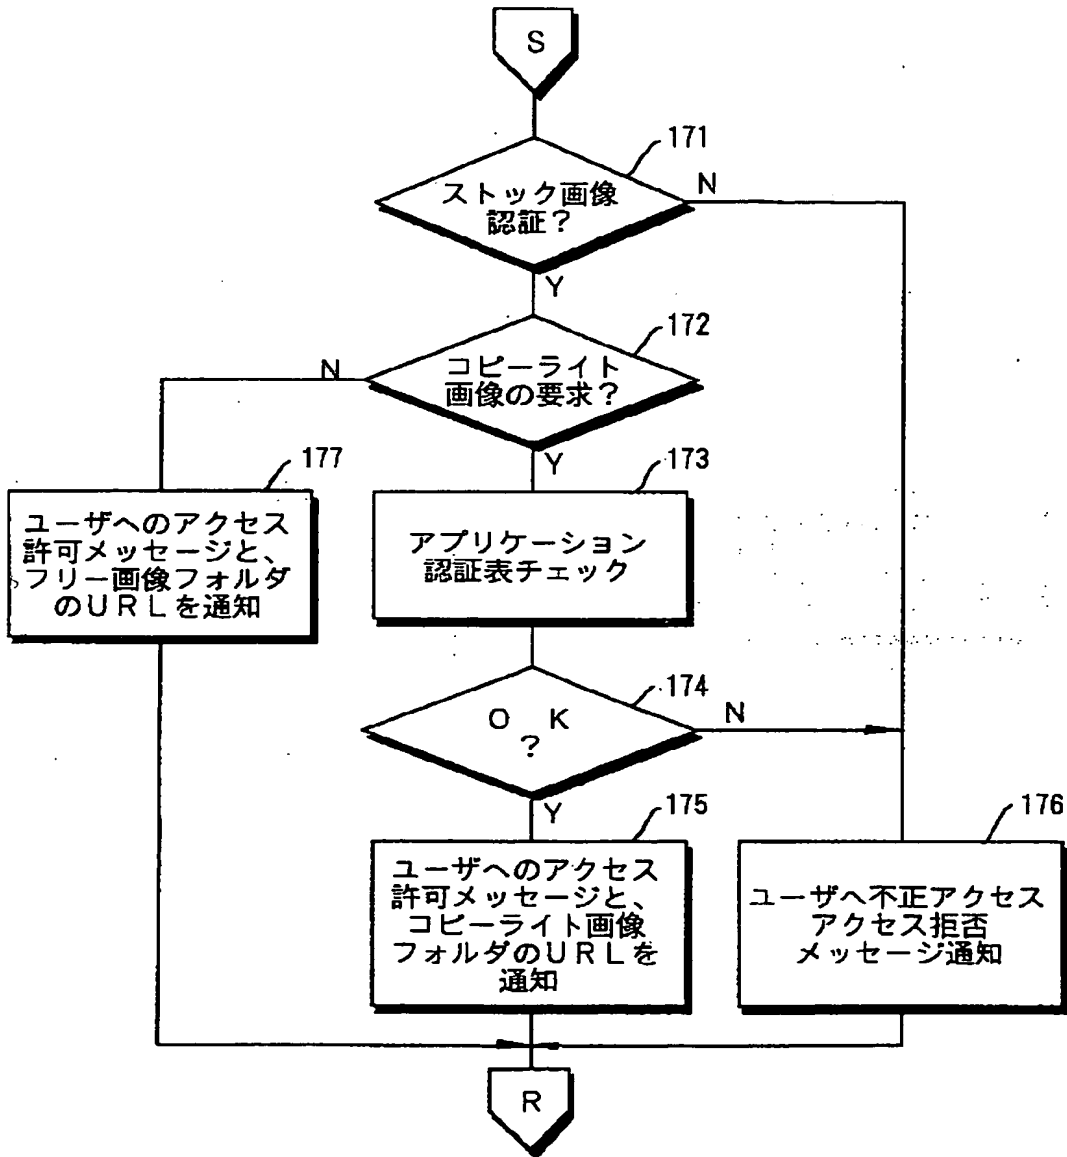 S
171
ストック画像
認証?
N
Y
172
コピーライト
画像の要求?
N
Y
177
ユーザへのアクセス
許可メッセージと、
フリー画像フォルダ
のURLを通知
173
アプリケーション
認証表チェック
174
O K
?
N
Y
175
ユーザへのアクセス
許可メッセージと、
コピーライト画像
フォルダのURLを
通知
176
ユーザへ不正アクセス
アクセス拒否
メッセージ通知
R